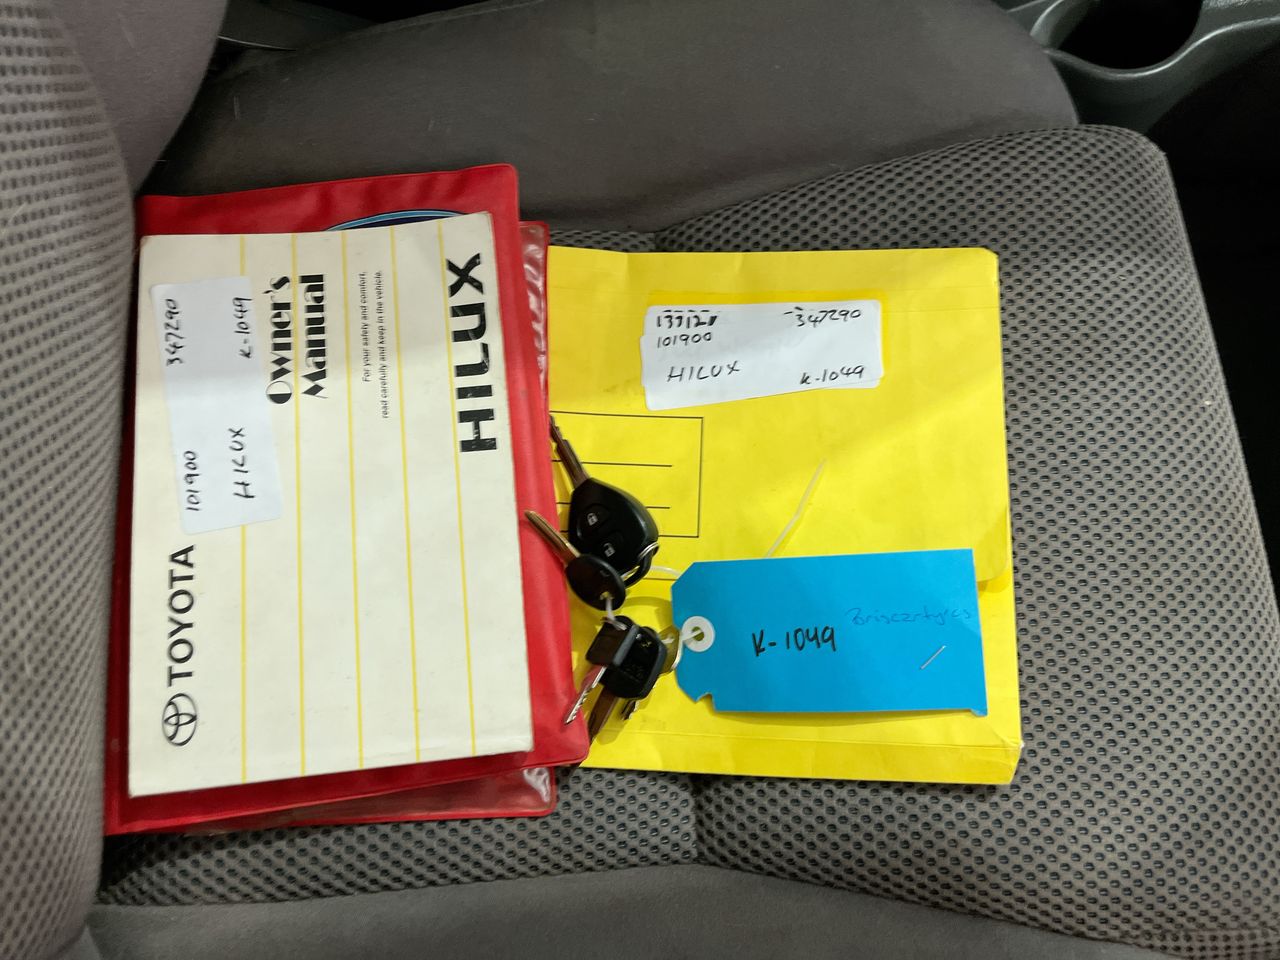 TOYOTA
101900 347290
HILUX K-1049
Owner's
Manual
For your safety and comfort,
read carefully and keep in the vehicle.
HILUX
347290
101900
HILUX K-1049
K-1049